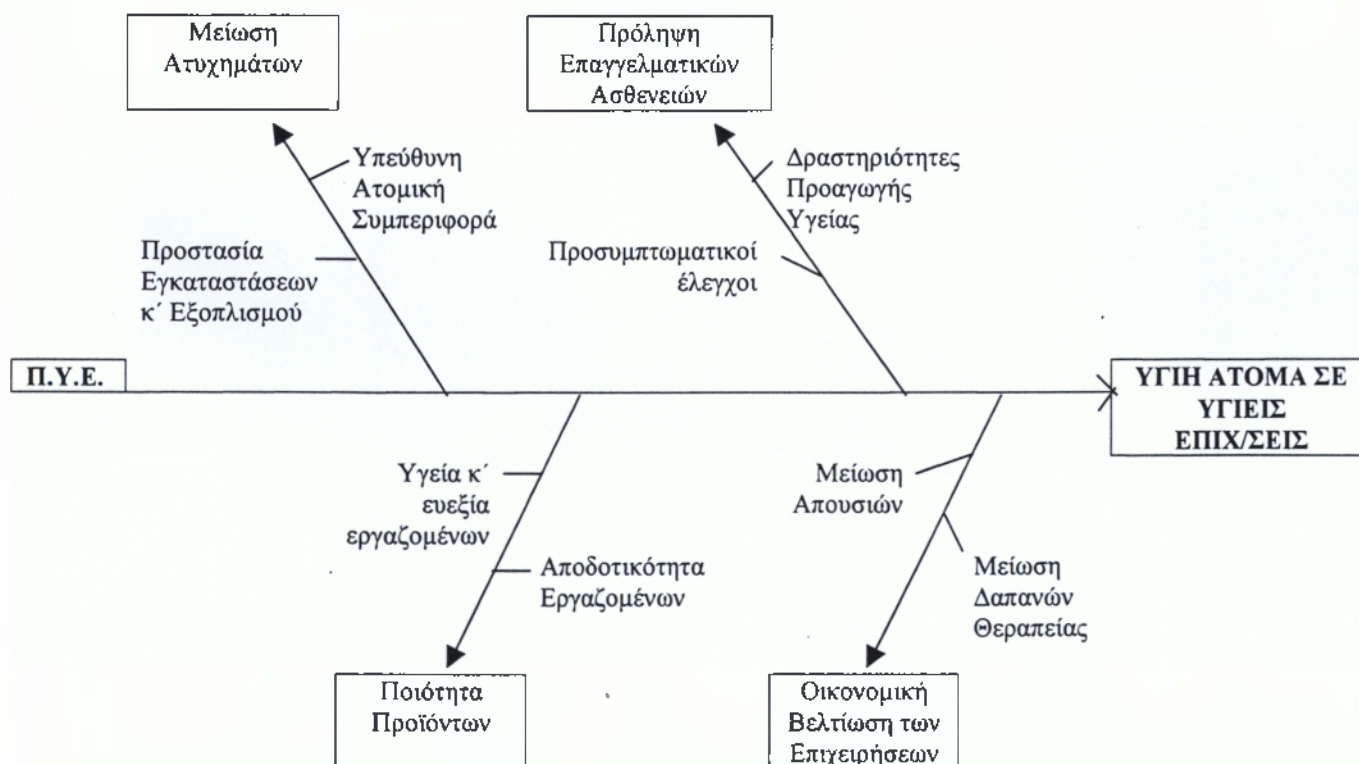 Μείωση
Ατυχημάτων
Πρόληψη
Επαγγελματικών
Ασθενειών
Υπεύθυνη
Ατομική
Συμπεριφορά
Δραστηριότητες
Προαγωγής
Υγείας
Προστασία
Εγκαταστάσεων
κ΄ Εξοπλισμού
Προσυμπτωματικοί
έλεγχοι
Π.Υ.Ε.
ΥΓΙΗ ΑΤΟΜΑ ΣΕ
ΥΓΙΕΙΣ
ΕΠΙΧ/ΣΕΙΣ
Υγεία κ΄
ευεξία
εργαζομένων
Αποδοτικότητα
Εργαζομένων
Μείωση
Απουσιών
Μείωση
Δαπανών
Θεραπείας
Ποιότητα
Προϊόντων
Οικονομική
Βελτίωση των
Επιχειρήσεων